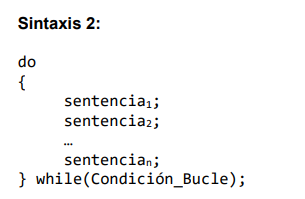 Sintaxis 2:
do
{
sentencia₁;
sentencia₂;
…
sentenciaₙ;
} while(Condición_Bucle);